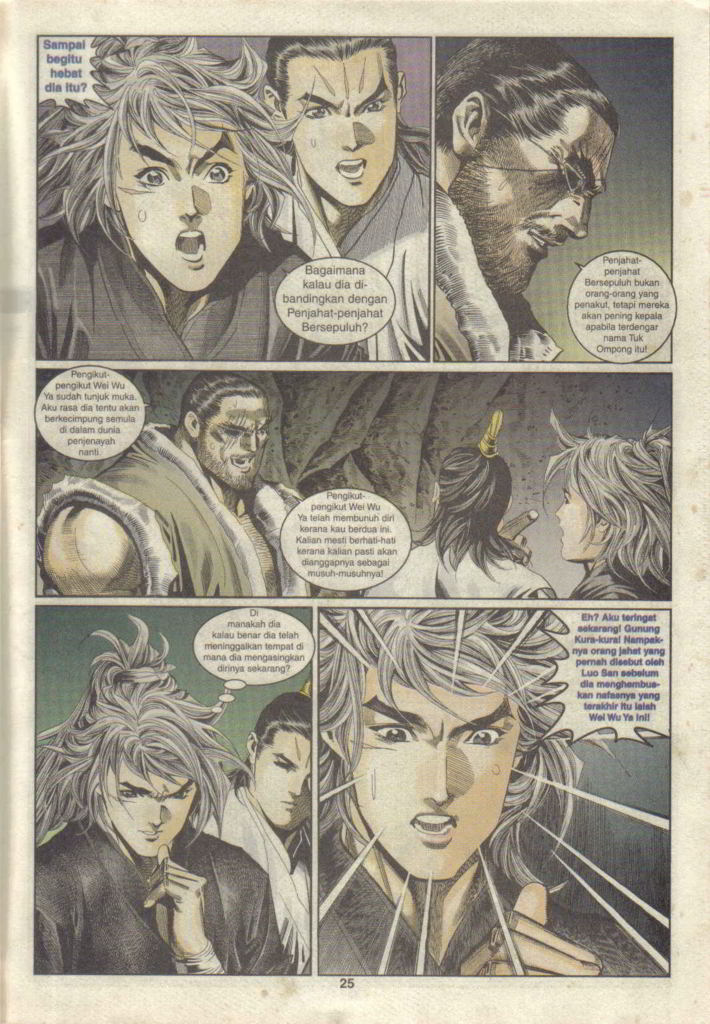 Sampai
begitu
hebat
dia itu?
Bagaimana
kalau dia di-
bandingkan dengan
Penjahat-penjahat
Bersepuluh?
Penjahat-
penjahat
Bersepuluh bukan
orang-orang yang
penakut, tetapi mereka
akan pening kepala
apabila terdengar
nama Tuk
Ompong itu!
Pengikut-
pengikut Wei Wu
Ya sudah tunjuk muka.
Aku rasa dia tentu akan
berkecimpung semula
di dalam dunia
penjenayah
nanti.
Pengikut-
pengikut Wei Wu
Ya telah membunuh diri
kerana kau berdua ini.
Kalian mesti berhati-hati
kerana kalian pasti akan
dianggapnya sebagai
musuh-musuhnya!
Di
manakah dia
kalau benar dia telah
meninggalkan tempat di
mana dia mengasingkan
dirinya sekarang?
Eh? Aku teringat
sekarang! Gunung
Kura-kura! Nampak-
nya orang jahat yang
pernah disebut oleh
Luo San sebelum
dia menghembus-
kan nafasnya yang
terakhir itu ialah
Wei Wu Ya ini!
25